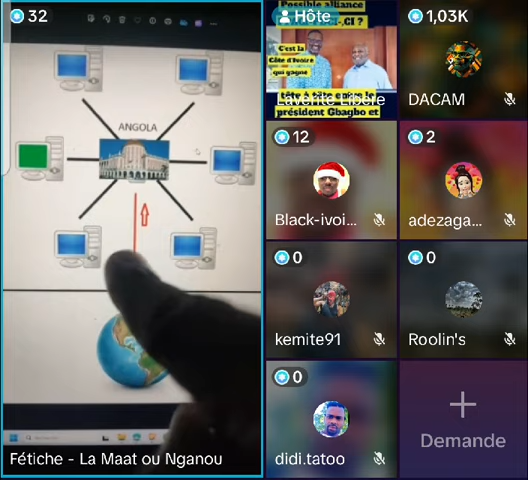 32
ANGOLA
Fétiche - La Maat ou Nganou
Hôte
Possible alliance
C'est la
Côte d'Ivoire
qui gagne
tête à tête entre le
président Gbagbo et
Lavérité Libère
1,03K
DACAM
12
Black-ivoi...
2
adezaga...
0
kemite91
0
Roolin's
0
didi.tatoo
Demande